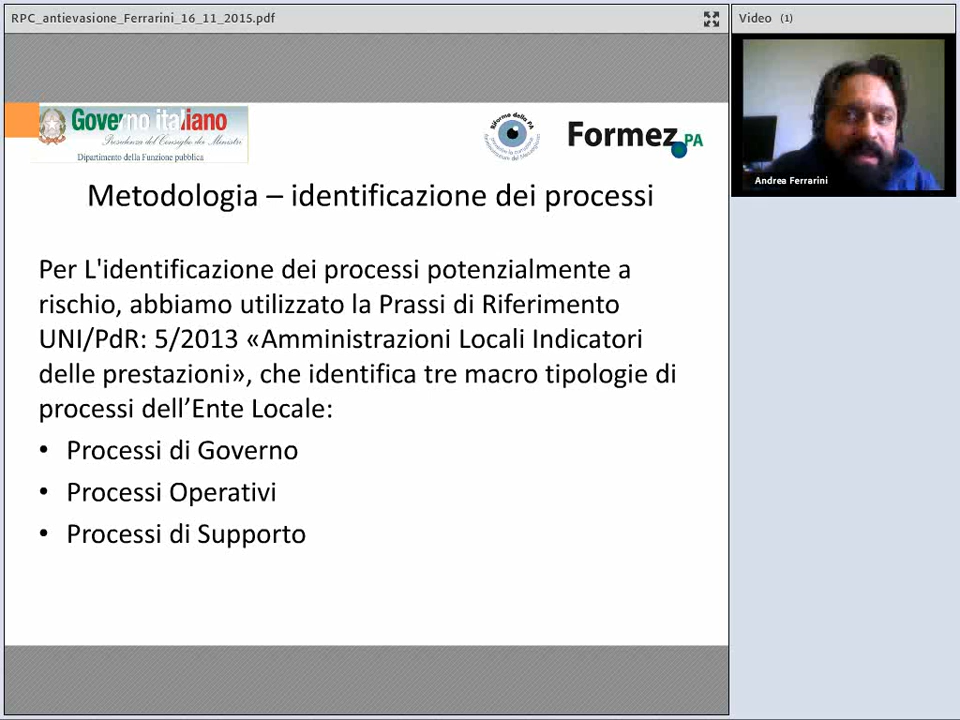 RPC_antievasione_Ferrarini_16_11_2015.pdf
Video (1)
Governo italiano
Presidenza del Consiglio dei Ministri
Dipartimento della Funzione pubblica
Riforme della PA
Formez PA
Andrea Ferrarini
Metodologia – identificazione dei processi
Per L'identificazione dei processi potenzialmente a
rischio, abbiamo utilizzato la Prassi di Riferimento
UNI/PdR: 5/2013 «Amministrazioni Locali Indicatori
delle prestazioni», che identifica tre macro tipologie di
processi dell’Ente Locale:
• Processi di Governo
• Processi Operativi
• Processi di Supporto